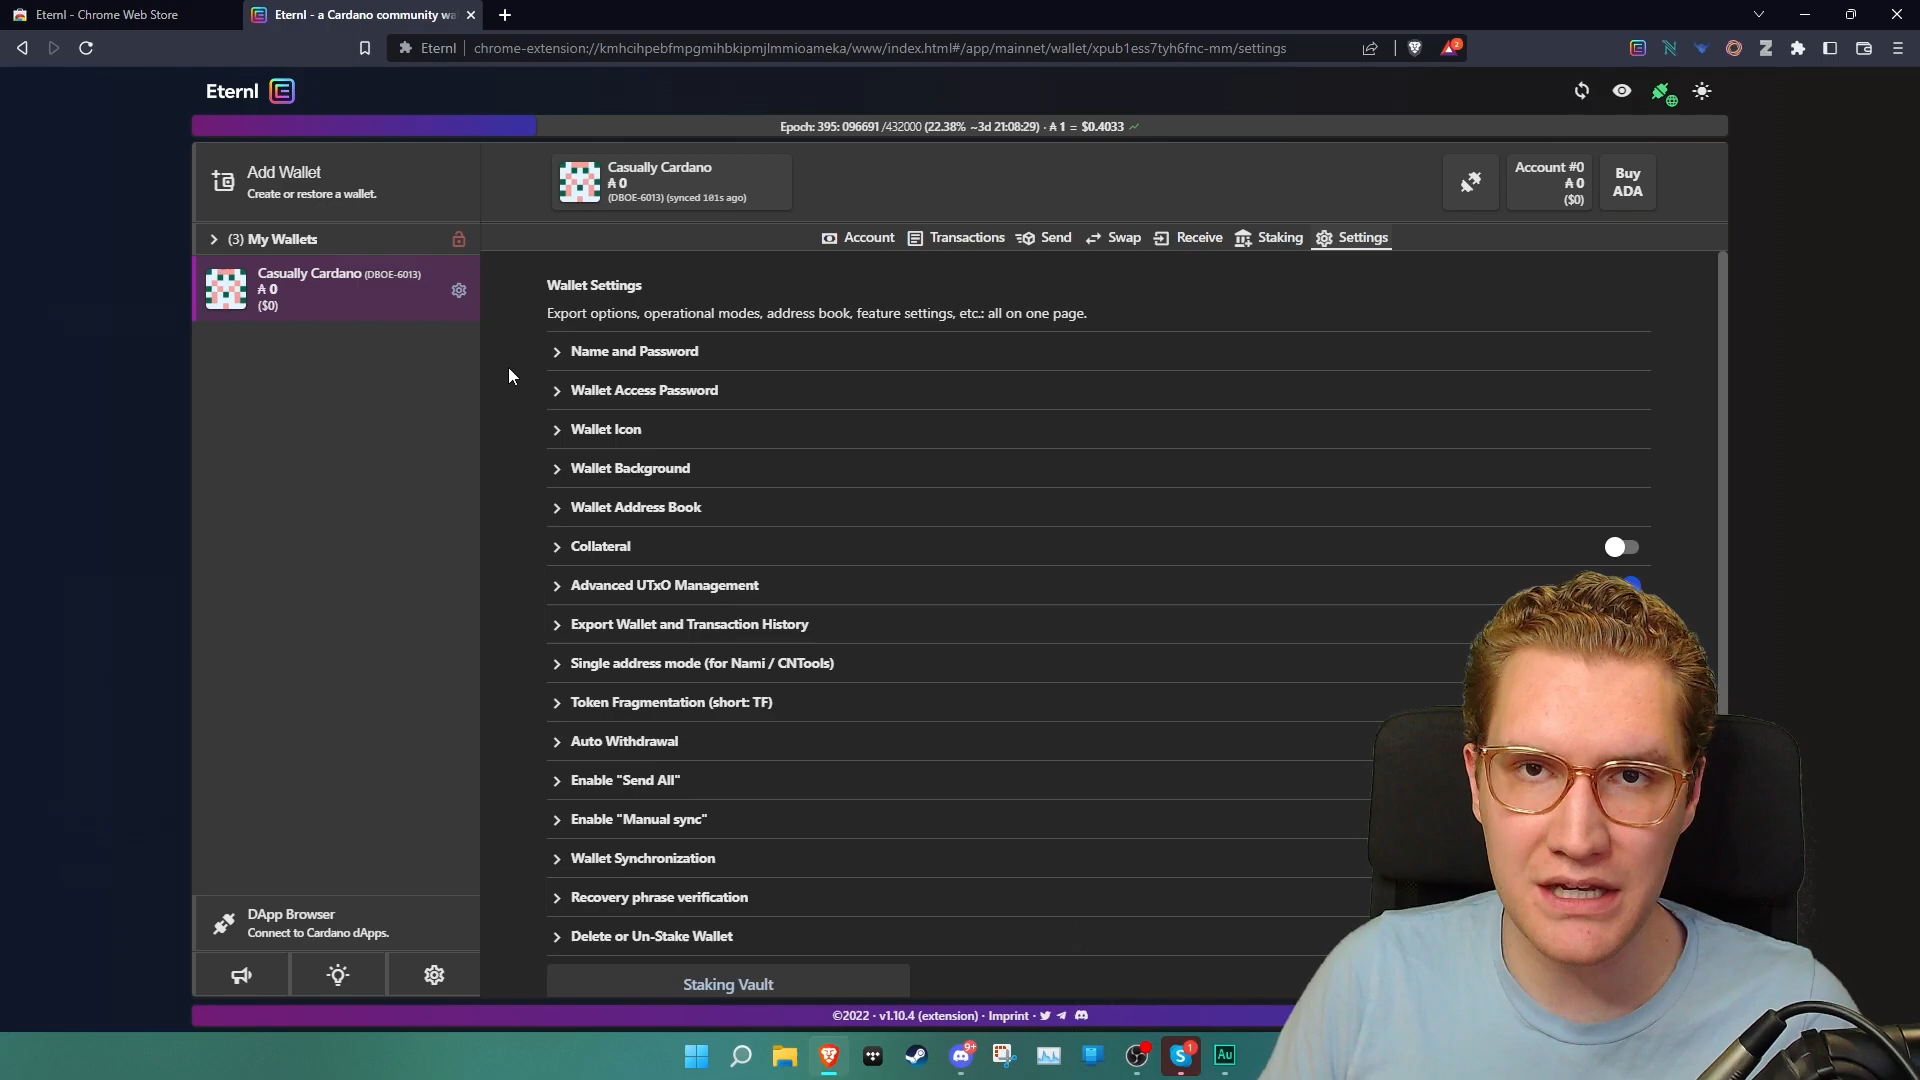 Eternl - Chrome Web Store
Eternl - a Cardano community wa
Eternl
chrome-extension://kmhcihpebfmpgmihbkipmjlmmioameka/www/index.html#/app/mainnet/wallet/xpub1ess7tyh6fnc-mm/settings
2
Eternl
Epoch: 395: 096691 /432000 (22.38% ~3d 21:08:29) · ₳ 1 = $0.4033
Add Wallet
Create or restore a wallet.
Casually Cardano
₳ 0
(DBOE-6013) (synced 101s ago)
Account #0
₳ 0
($0)
Buy
ADA
(3) My Wallets
Account
Transactions
Send
Swap
Receive
Staking
Settings
Casually Cardano (DBOE-6013)
₳ 0
($0)
Wallet Settings
Export options, operational modes, address book, feature settings, etc.: all on one page.
Name and Password
Wallet Access Password
Wallet Icon
Wallet Background
Wallet Address Book
Collateral
Advanced UTxO Management
Export Wallet and Transaction History
Single address mode (for Nami / CNTools)
Token Fragmentation (short: TF)
Auto Withdrawal
Enable "Send All"
Enable "Manual sync"
Wallet Synchronization
Recovery phrase verification
Delete or Un-Stake Wallet
Staking Vault
DApp Browser
Connect to Cardano dApps.
©2022 · v1.10.4 (extension) · Imprint ·
9+
S
1
Au